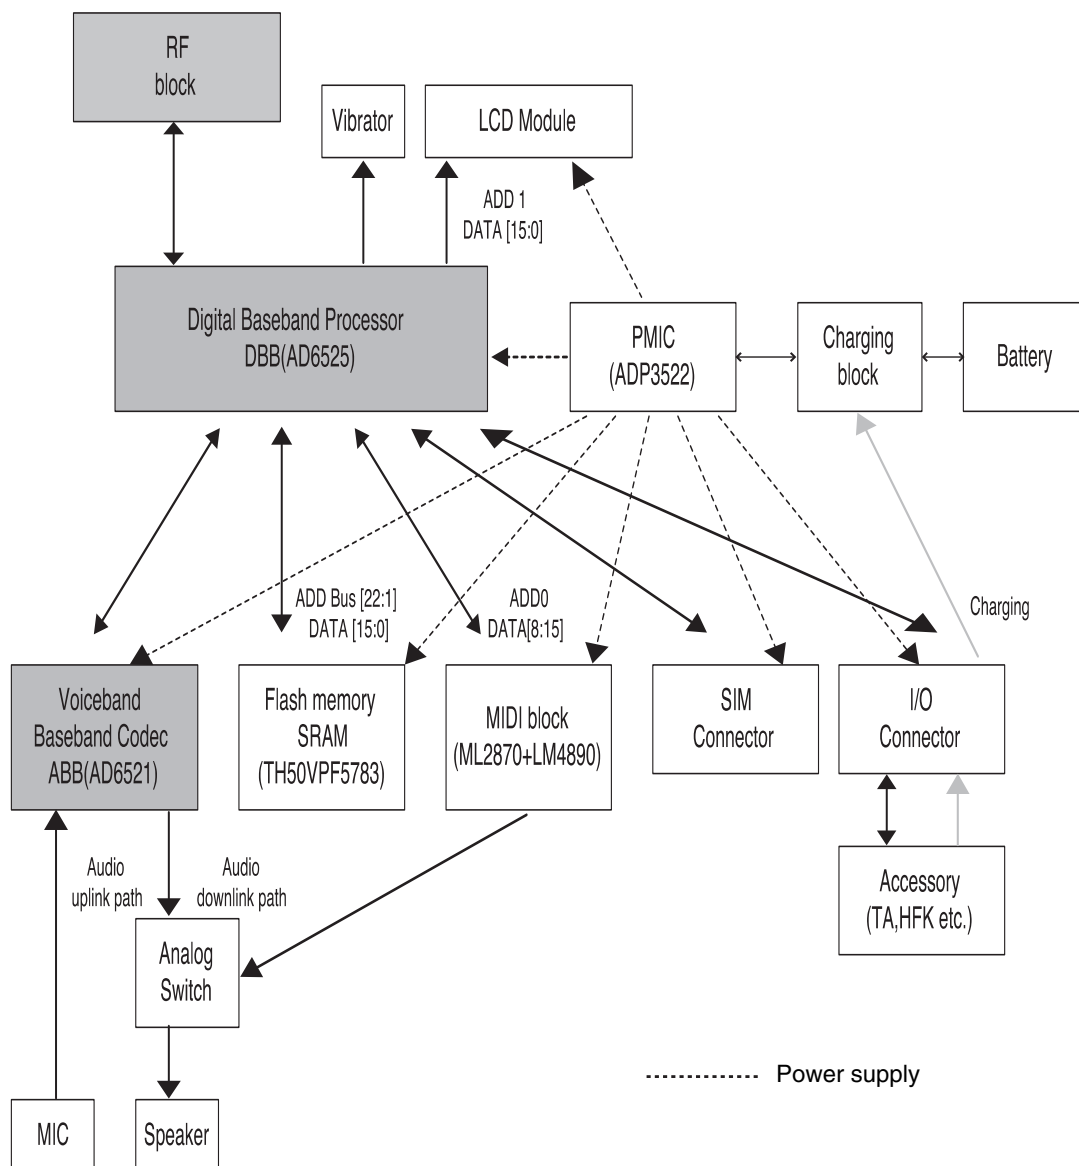 RF
block
Vibrator
LCD Module
ADD 1
DATA [15:0]
Digital Baseband Processor
DBB(AD6525)
PMIC
(ADP3522)
Charging
block
Battery
ADD Bus [22:1]
DATA [15:0]
ADD0
DATA[8:15]
Charging
Voiceband
Baseband Codec
ABB(AD6521)
Flash memory
SRAM
(TH50VPF5783)
MIDI block
(ML2870+LM4890)
SIM
Connector
I/O
Connector
Audio
uplink path
Audio
downlink path
Accessory
(TA,HFK etc.)
Analog
Switch
Power supply
MIC
Speaker